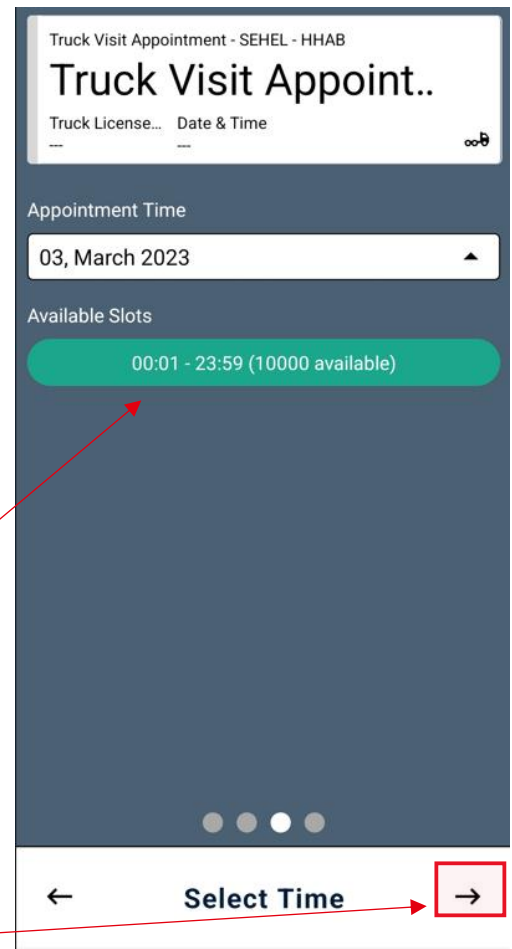 Truck Visit Appointment - SEHEL - HHAB
Truck Visit Appoint..
Truck License... Date & Time
--- ---
Appointment Time
03, March 2023
Available Slots
00:01 - 23:59 (10000 available)
Select Time